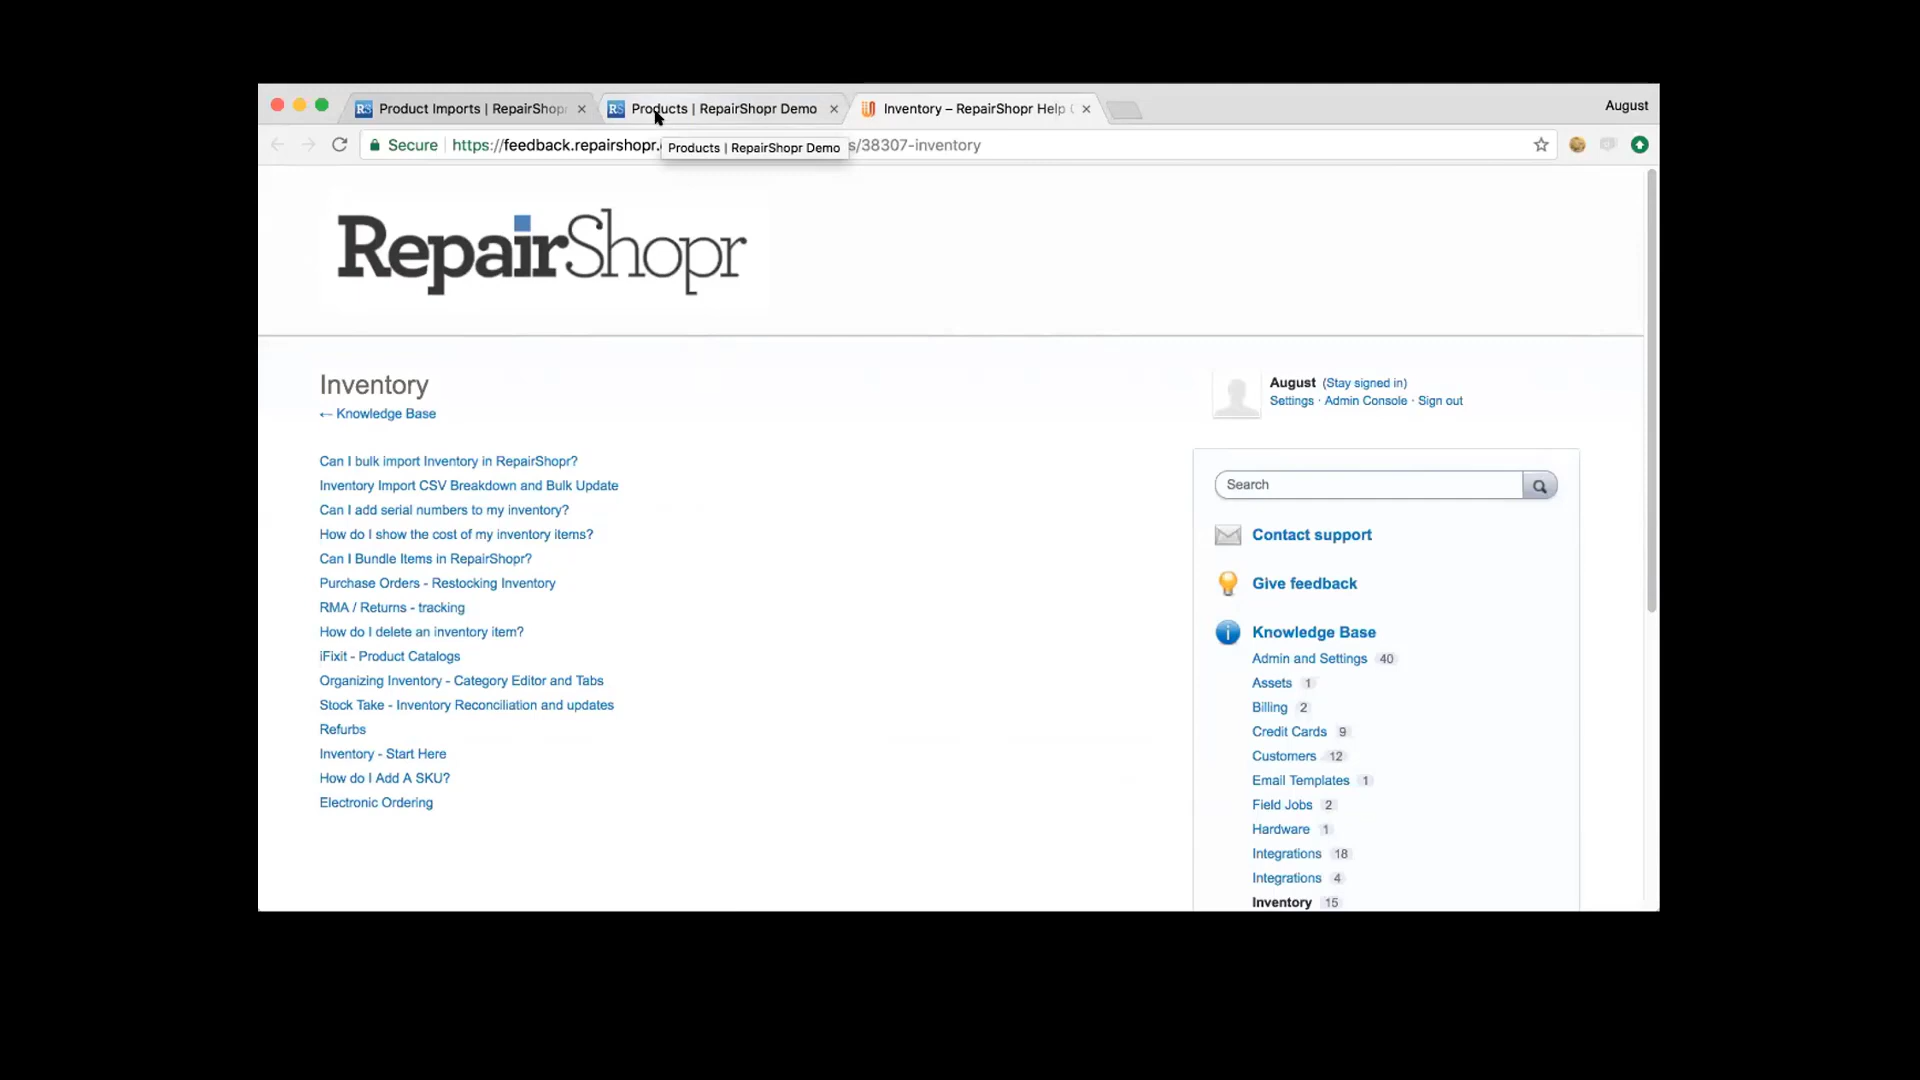 Product Imports | RepairShopr
Products | RepairShopr Demo
Inventory – RepairShopr Help
August
Secure
https://feedback.repairshopr.
s/38307-inventory
Products | RepairShopr Demo
RepairShopr
Inventory
← Knowledge Base
August (Stay signed in)
Settings · Admin Console · Sign out
Can I bulk import Inventory in RepairShopr?
Inventory Import CSV Breakdown and Bulk Update
Can I add serial numbers to my inventory?
How do I show the cost of my inventory items?
Can I Bundle Items in RepairShopr?
Purchase Orders - Restocking Inventory
RMA / Returns - tracking
How do I delete an inventory item?
iFixit - Product Catalogs
Organizing Inventory - Category Editor and Tabs
Stock Take - Inventory Reconciliation and updates
Refurbs
Inventory - Start Here
How do I Add A SKU?
Electronic Ordering
Search
Contact support
Give feedback
Knowledge Base
Admin and Settings 40
Assets 1
Billing 2
Credit Cards 9
Customers 12
Email Templates 1
Field Jobs 2
Hardware 1
Integrations 18
Integrations 4
Inventory 15